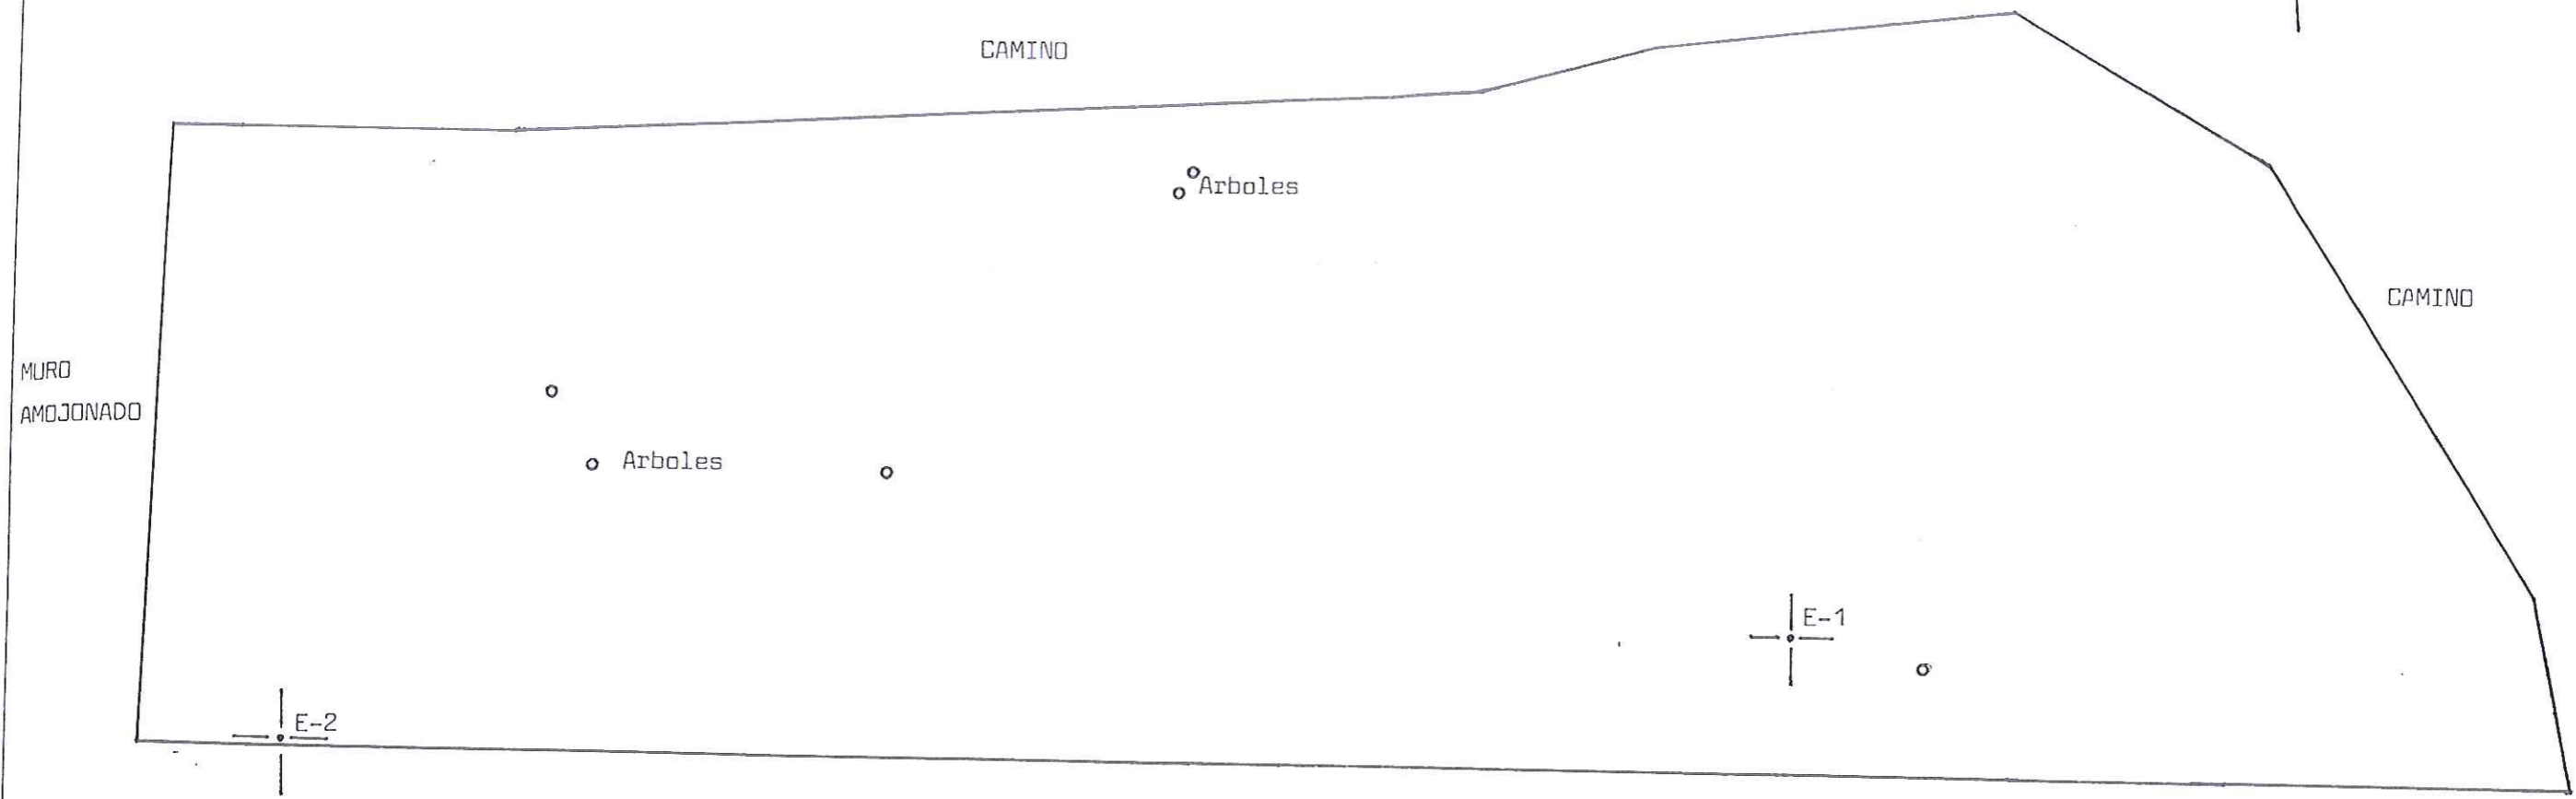 CAMINO
Arboles
CAMINO
MURO
AMOJONADO
Arboles
E-1
E-2